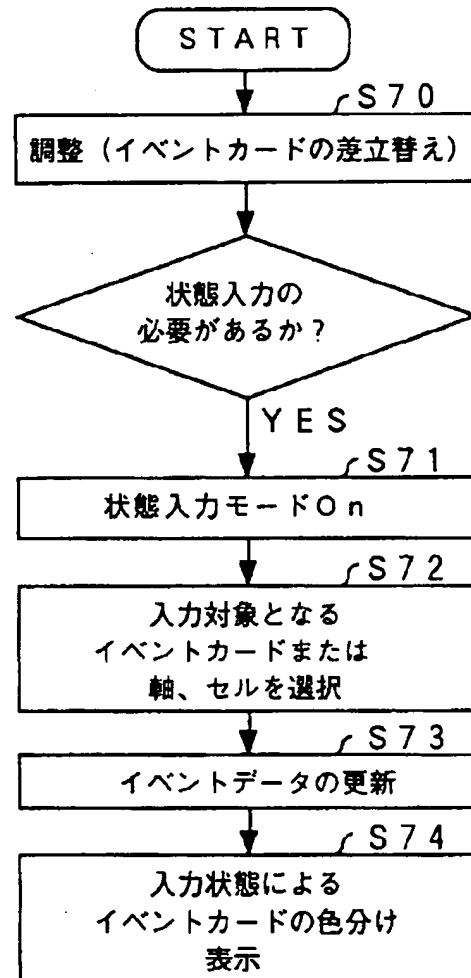 START
S70
調整（イベントカードの差立替え）
状態入力の
必要があるか？
YES
S71
状態入力モードOn
S72
入力対象となる
イベントカードまたは
軸、セルを選択
S73
イベントデータの更新
S74
入力状態による
イベントカードの色分け
表示